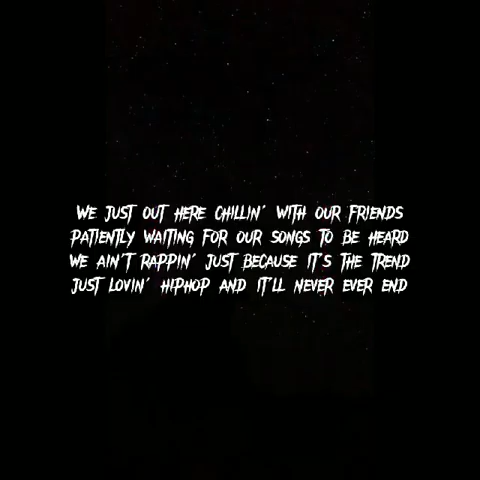 WE JUST OUT HERE CHILLIN' WITH OUR FRIENDS
PATIENTLY WAITING FOR OUR SONGS TO BE HEARD
WE AIN'T RAPPIN' JUST BECAUSE IT'S THE TREND
JUST LOVIN' HIPHOP AND IT'LL NEVER EVER END